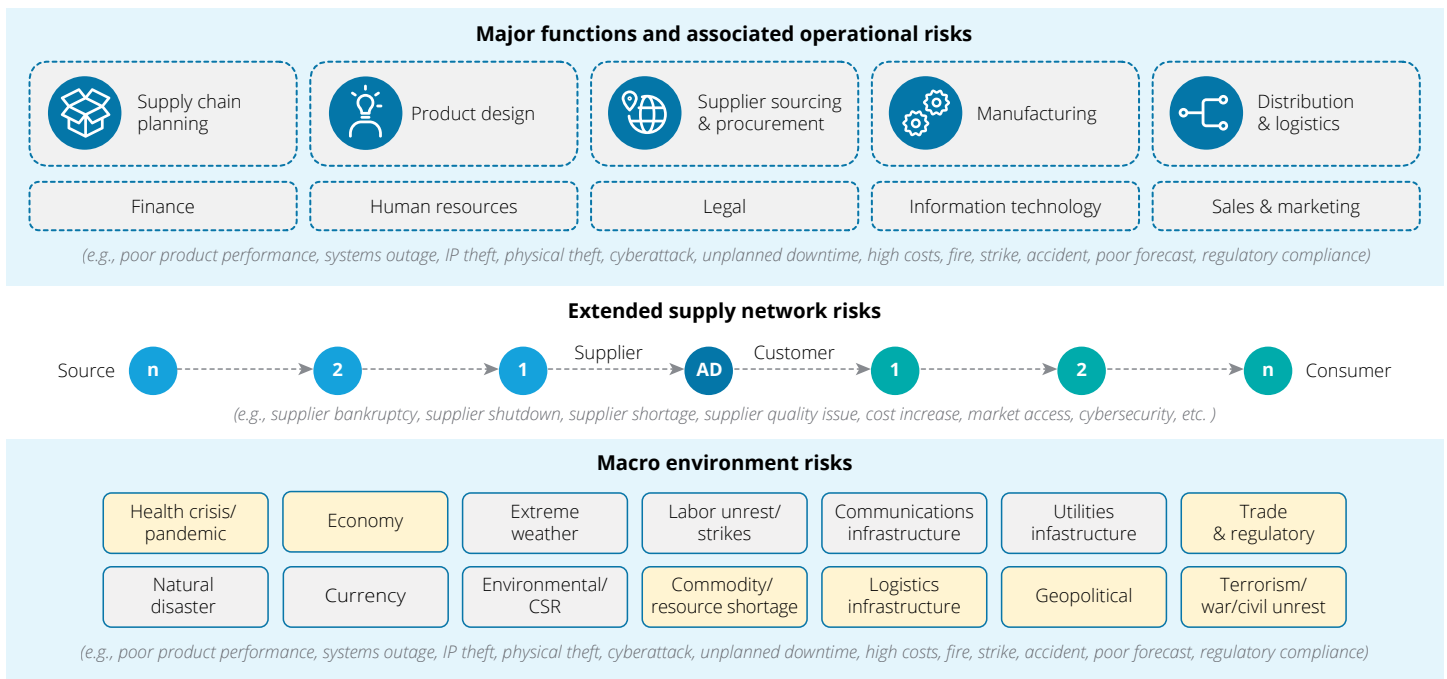 Major functions and associated operational risks
Supply chain
planning
Product design
Supplier sourcing
& procurement
Manufacturing
Distribution
& logistics
Finance
Human resources
Legal
Information technology
Sales & marketing
(e.g., poor product performance, systems outage, IP theft, physical theft, cyberattack, unplanned downtime, high costs, fire, strike, accident, poor forecast, regulatory compliance)
Extended supply network risks
Source
n
2
1
Supplier
AD
Customer
1
2
n
Consumer
(e.g., supplier bankruptcy, supplier shutdown, supplier shortage, supplier quality issue, cost increase, market access, cybersecurity, etc. )
Macro environment risks
Health crisis/
pandemic
Economy
Extreme
weather
Labor unrest/
strikes
Communications
infrastructure
Utilities
infastructure
Trade
& regulatory
Natural
disaster
Currency
Environmental/
CSR
Commodity/
resource shortage
Logistics
infrastructure
Geopolitical
Terrorism/
war/civil unrest
(e.g., poor product performance, systems outage, IP theft, physical theft, cyberattack, unplanned downtime, high costs, fire, strike, accident, poor forecast, regulatory compliance)